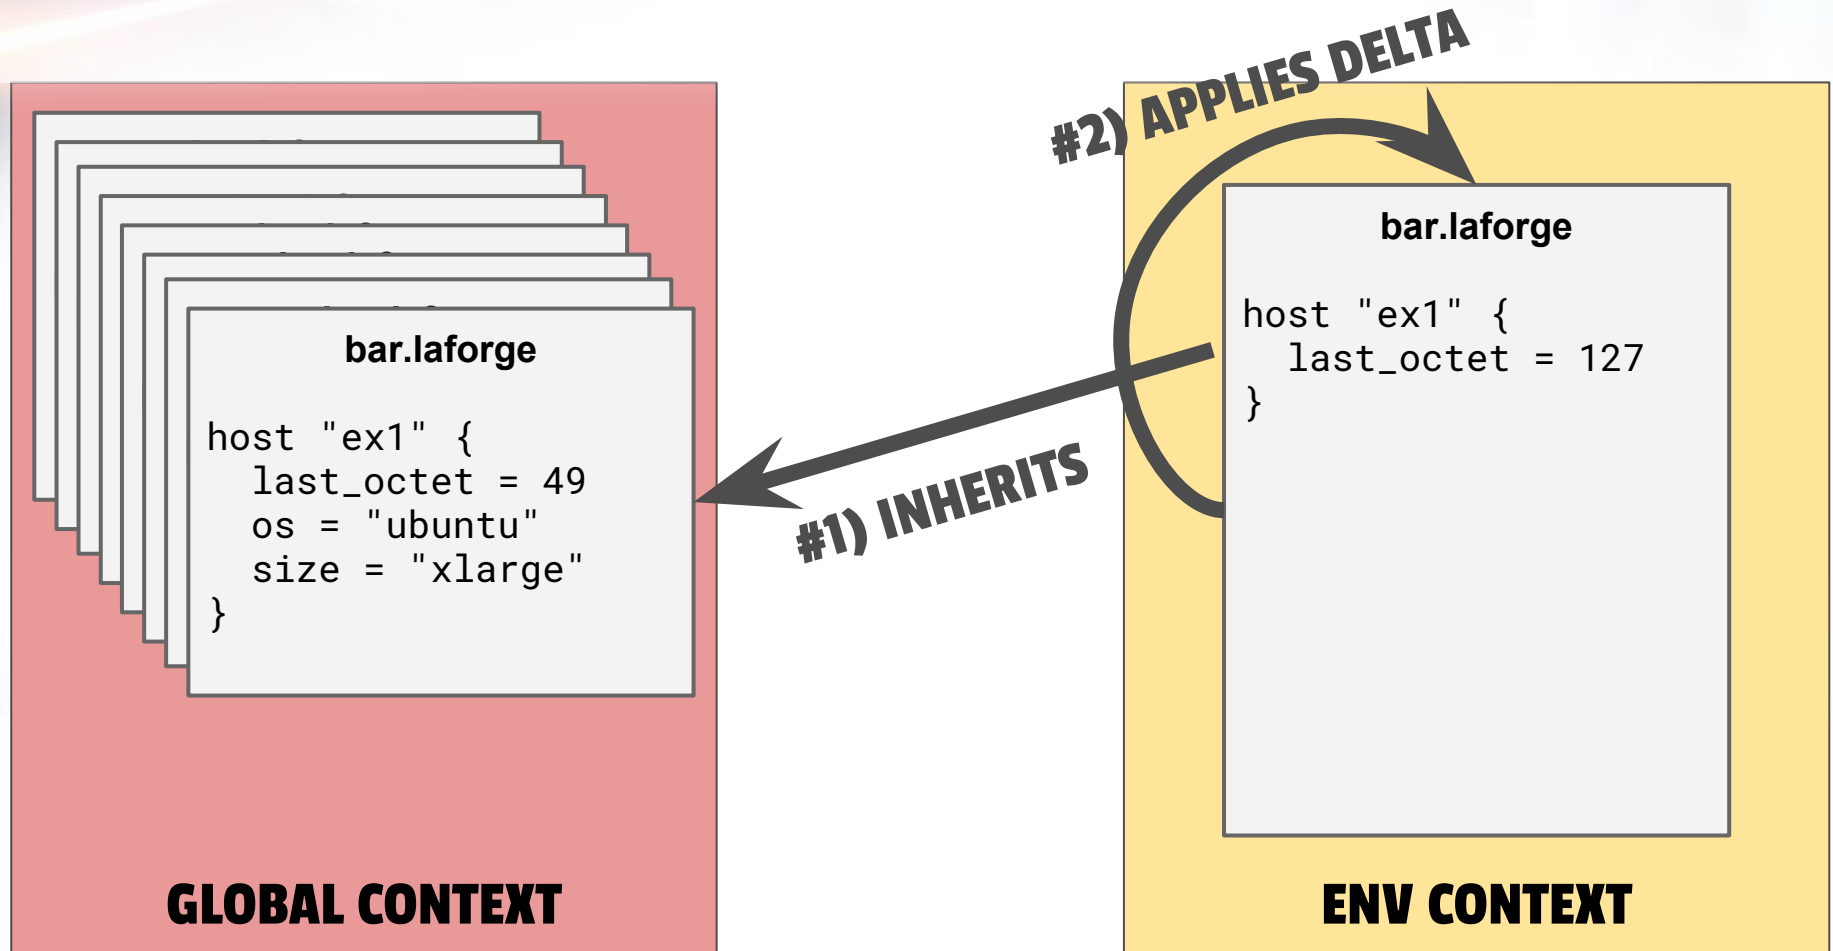 #2) APPLIES DELTA
bar.laforge
host "ex1" {
  last_octet = 49
  os = "ubuntu"
  size = "xlarge"
}
#1) INHERITS
bar.laforge
host "ex1" {
  last_octet = 127
}
GLOBAL CONTEXT
ENV CONTEXT